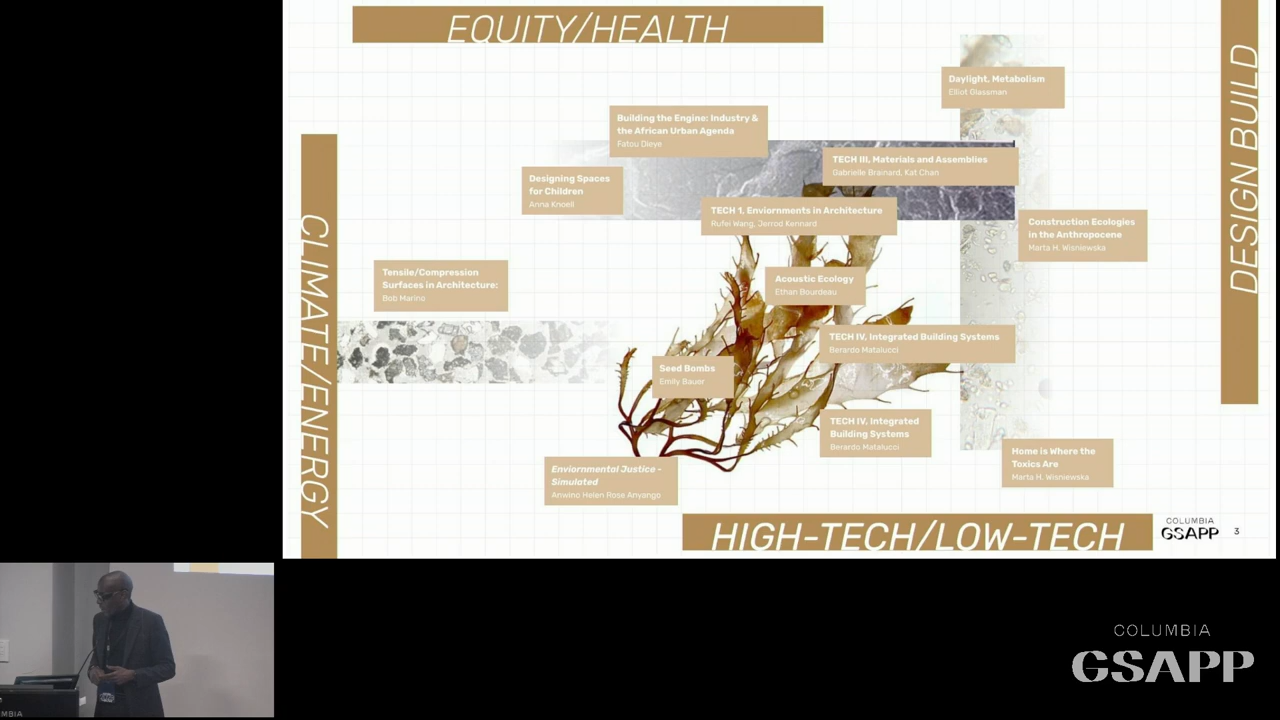 EQUITY/HEALTH
DESIGN BUILD
CLIMATE/ENERGY
HIGH-TECH/LOW-TECH
Daylight, Metabolism
Elliot Glassman
Building the Engine: Industry &
the African Urban Agenda
Fatou Dieye
TECH III, Materials and Assemblies
Gabrielle Brainard, Kat Chan
Designing Spaces
for Children
Anna Knoell
TECH 1. Enviornments in Architecture
Rufei Wang, Jerrod Kennard
Construction Ecologies
in the Anthropocene
Marta H. Wisniewska
Tensile/Compression
Surfaces in Architecture:
Bob Marino
Acoustic Ecology
Ethan Bourdeau
TECH IV, Integrated Building Systems
Berardo Matalucci
Seed Bombs
Emily Bauer
TECH IV, Integrated
Building Systems
Berardo Matalucci
Home is Where the
Toxics Are
Marta H. Wisniewska
Enviornmental Justice -
Simulated
Anwino Helen Rose Anyango
COLUMBIA
GSAPP
3
COLUMBIA
GSAPP
MBIA